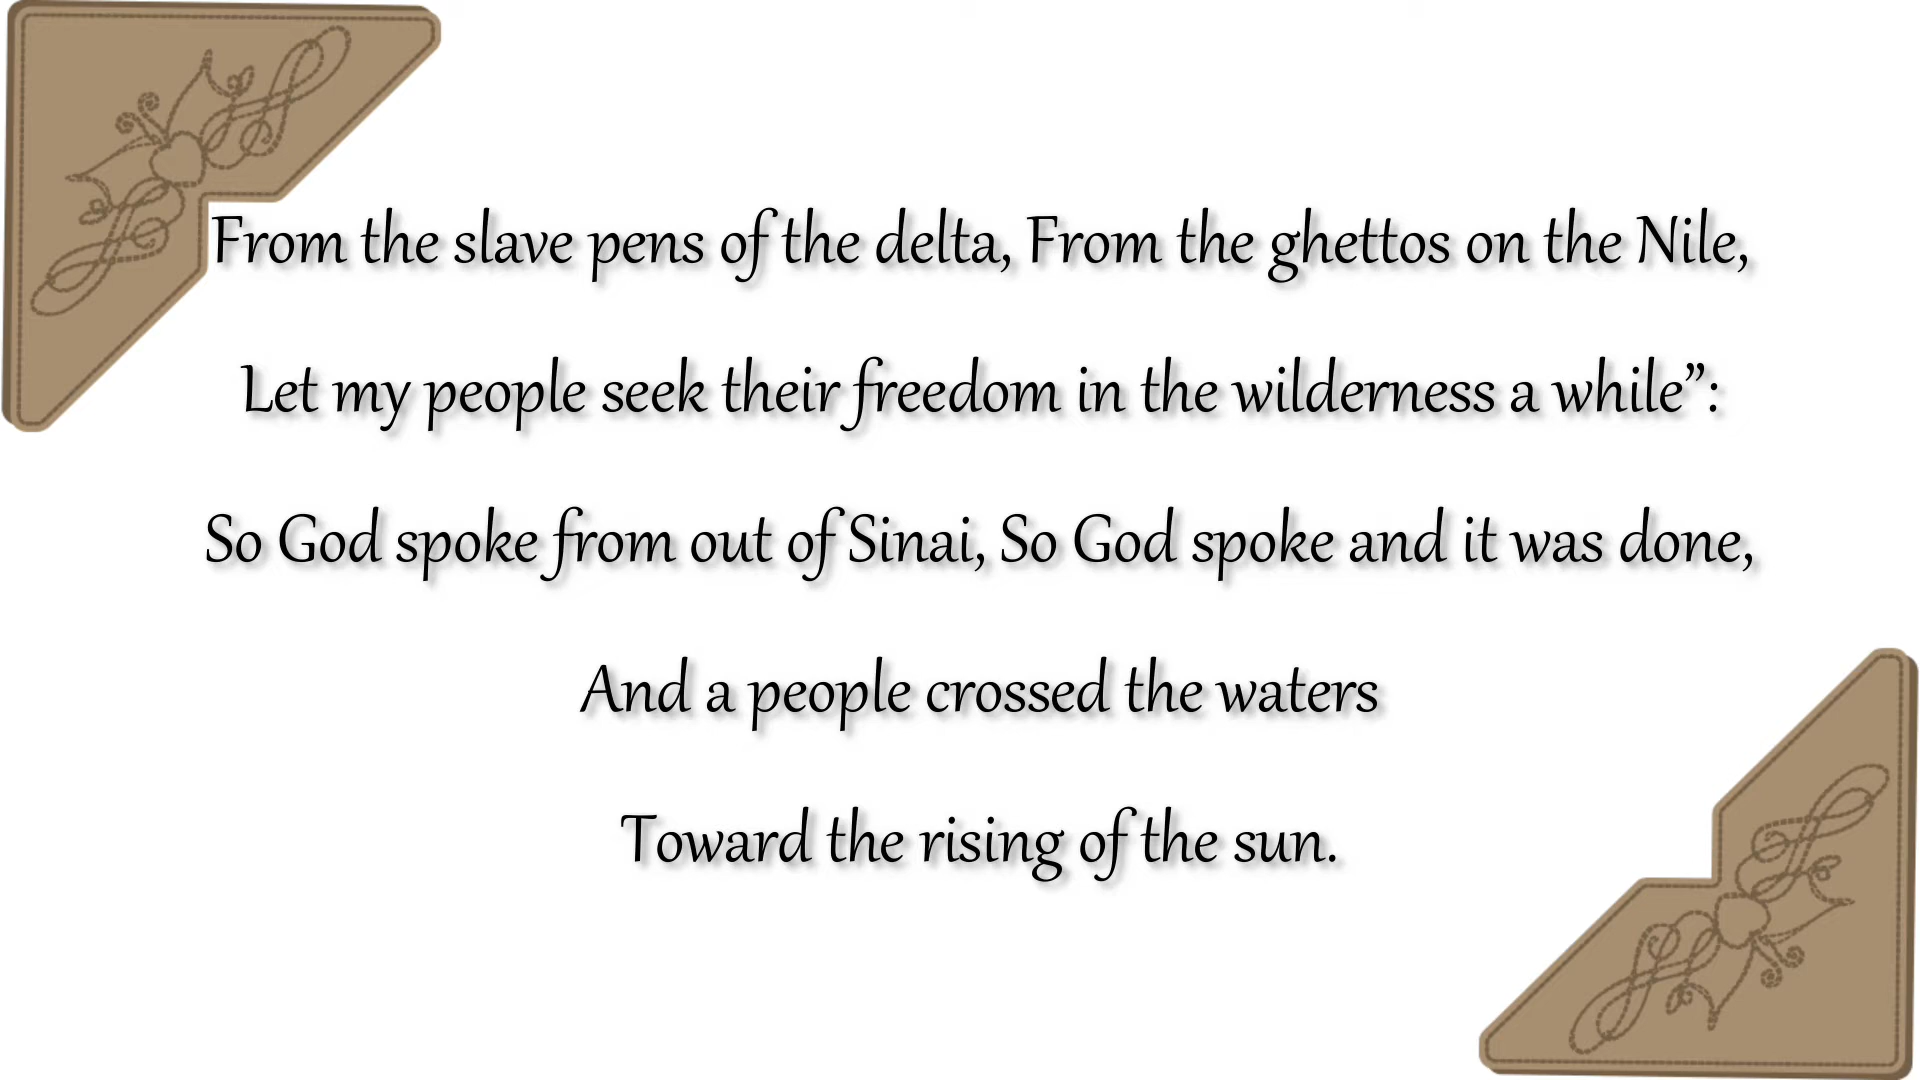 From the slave pens of the delta, From the ghettos on the Nile,
Let my people seek their freedom in the wilderness a while”:
So God spoke from out of Sinai, So God spoke and it was done,
And a people crossed the waters
Toward the rising of the sun.